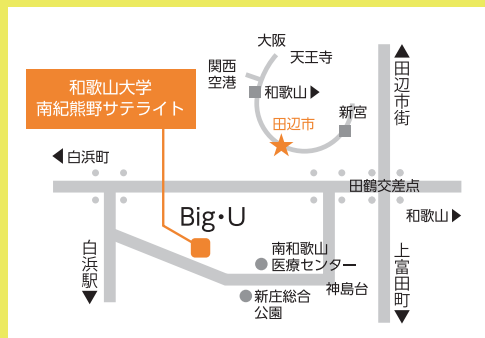 大阪
天王寺
関西
空港
和歌山▶
新宮
田辺市
▲田辺市街
和歌山大学
南紀熊野サテライト
◀白浜町
田鶴交差点
和歌山▶
Big・U
南和歌山
医療センター
神島台
新庄総合
公園
白浜駅▼
上富田町▼